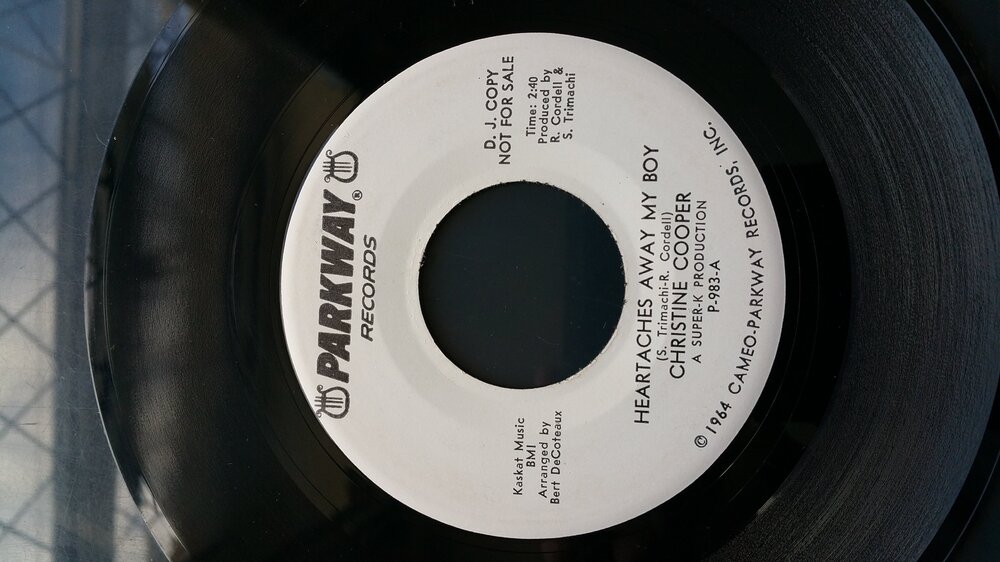 PARKWAY®
RECORDS
Kaskat Music
BMI
Arranged by
Bert DeCoteaux
D. J. COPY
NOT FOR SALE
Time: 2:40
Produced by
R. Cordell &
S. Trimachi
HEARTACHES AWAY MY BOY
(S. Trimachi-R. Cordell)
CHRISTINE COOPER
A SUPER-K PRODUCTION
P-983-A
© 1964 CAMEO-PARKWAY RECORDS, INC.